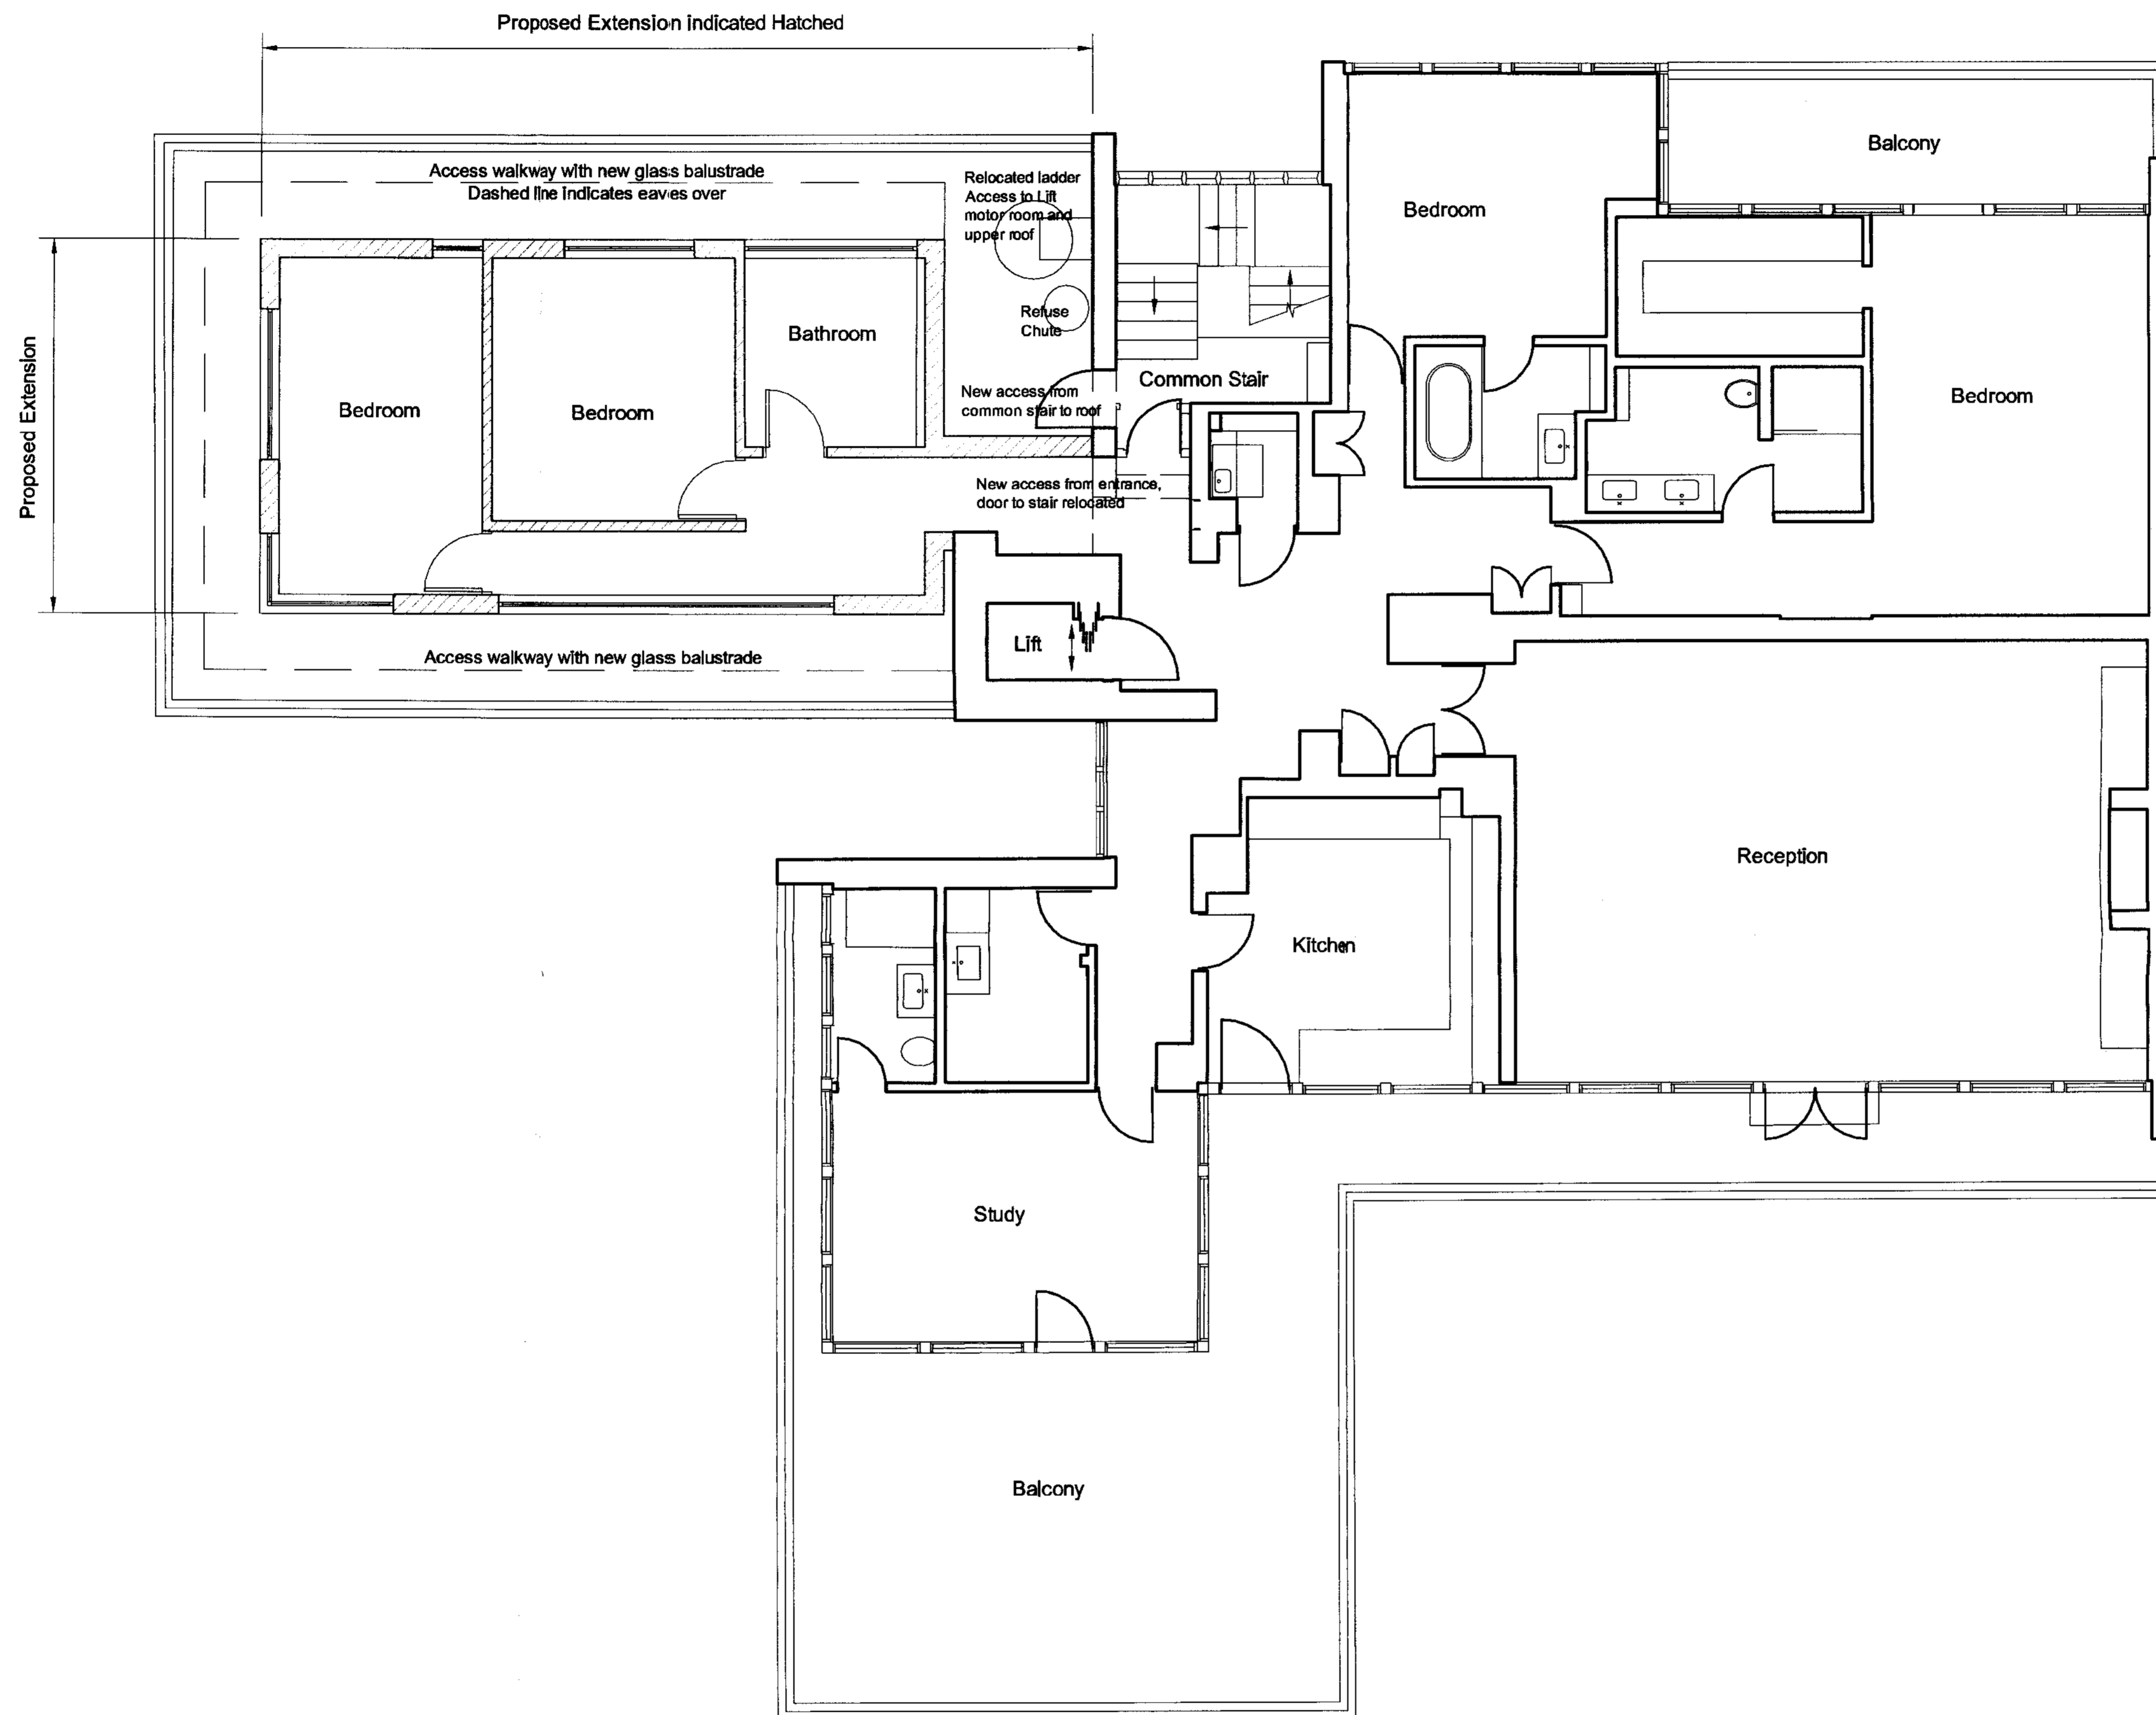 Proposed Extension indicated Hatched
Access walkway with new glass balustrade
Dashed line indicates eaves over
Relocated ladder
Access to Lift
motor room and
upper roof
Balcony
Bedroom
Refuse
Chute
Bathroom
Proposed Extension
Common Stair
New access from
common stair to roof
Bedroom
Bedroom
Bedroom
New access from entrance,
door to stair relocated
Lift
Access walkway with new glass balustrade
Reception
Kitchen
Study
Balcony